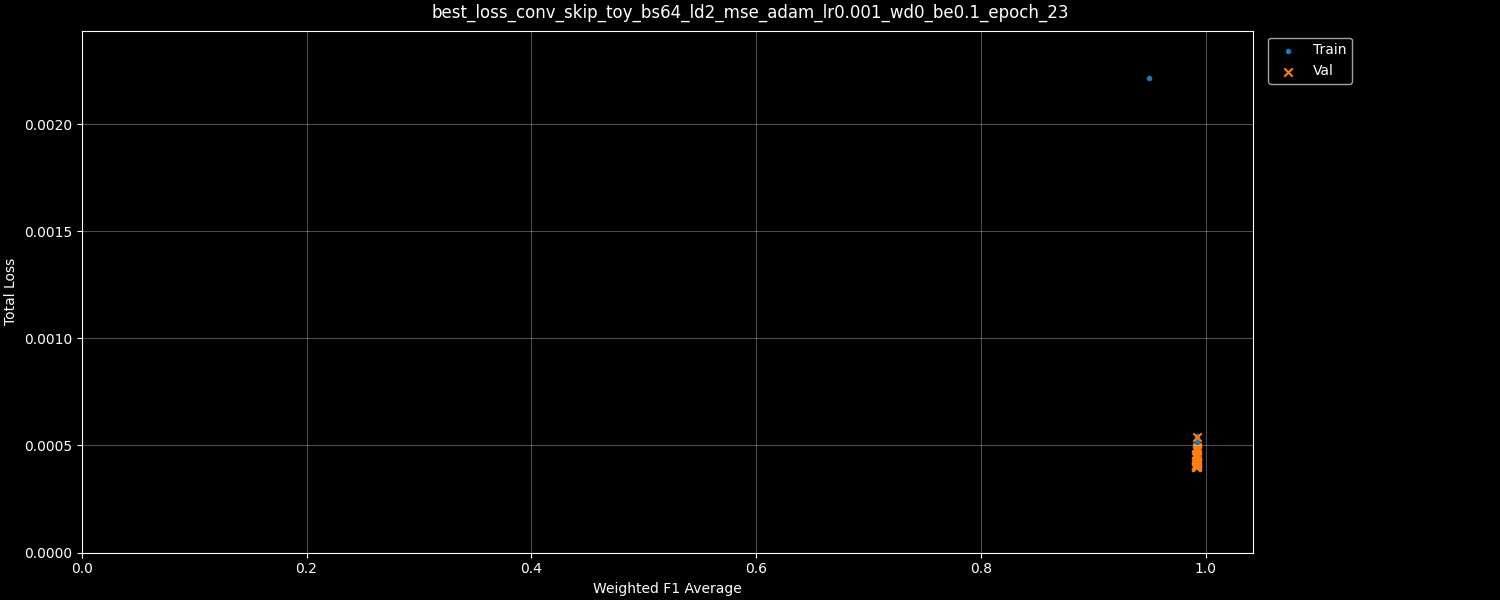 best_loss_conv_skip_toy_bs64_ld2_mse_adam_lr0.001_wd0_be0.1_epoch_23
Train
Val
0.0020
0.0015
0.0010
0.0005
0.0000
Total Loss
0.0 0.2 0.4 0.6 0.8 1.0
Weighted F1 Average